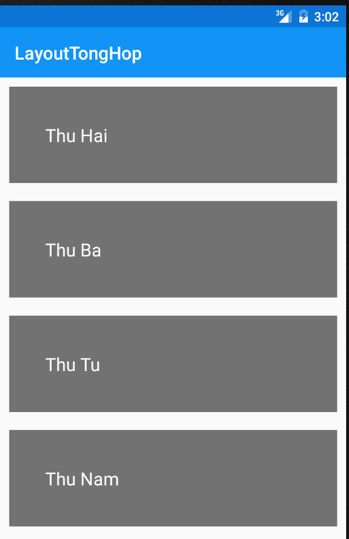 3G 3:02
LayoutTongHop
Thu Hai
Thu Ba
Thu Tu
Thu Nam